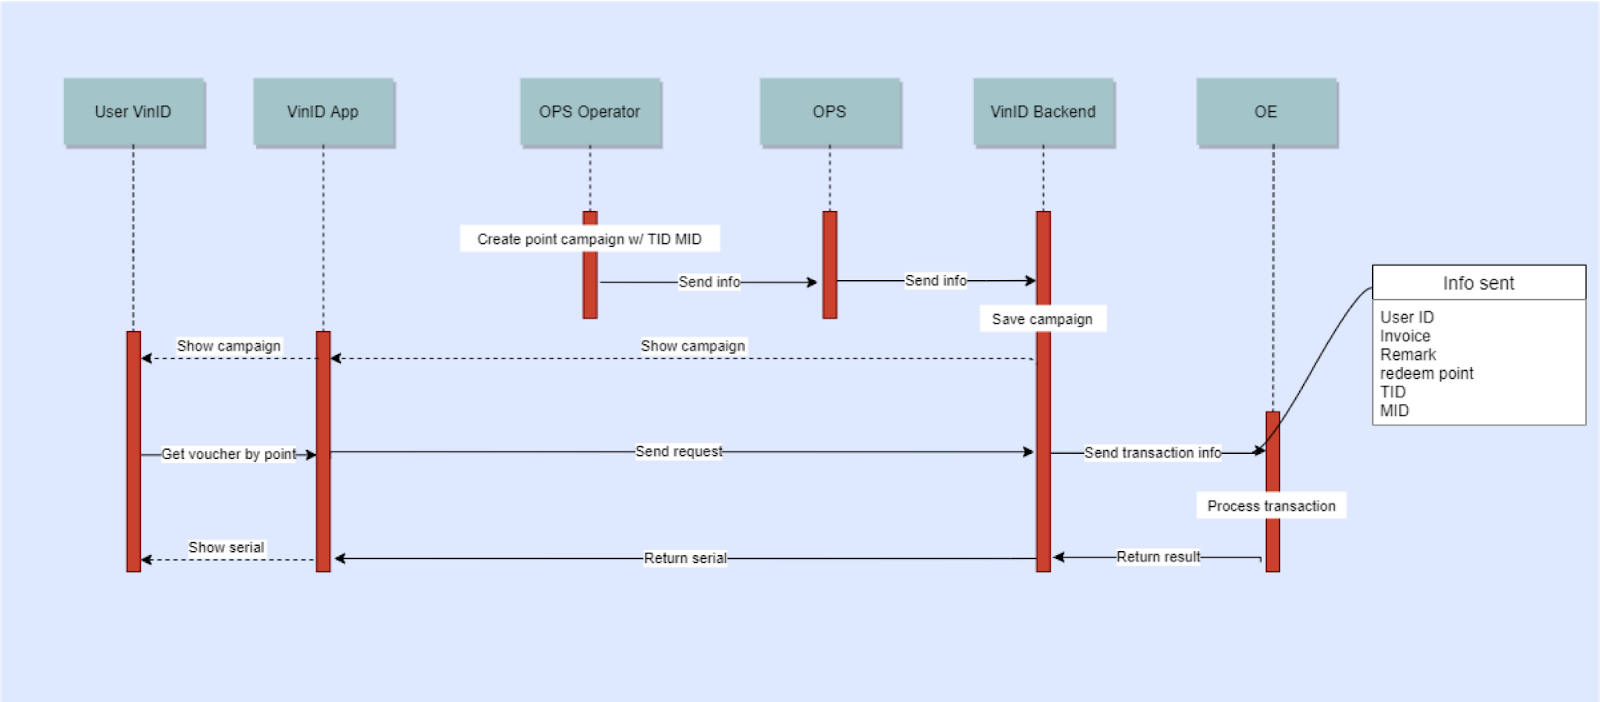 User VinID
VinID App
OPS Operator
OPS
VinID Backend
OE
Create point campaign w/ TID MID
Send info
Send info
Info sent
User ID
Invoice
Remark
redeem point
TID
MID
Save campaign
Show campaign
Show campaign
Get voucher by point
Send request
Send transaction info
Process transaction
Show serial
Return serial
Return result